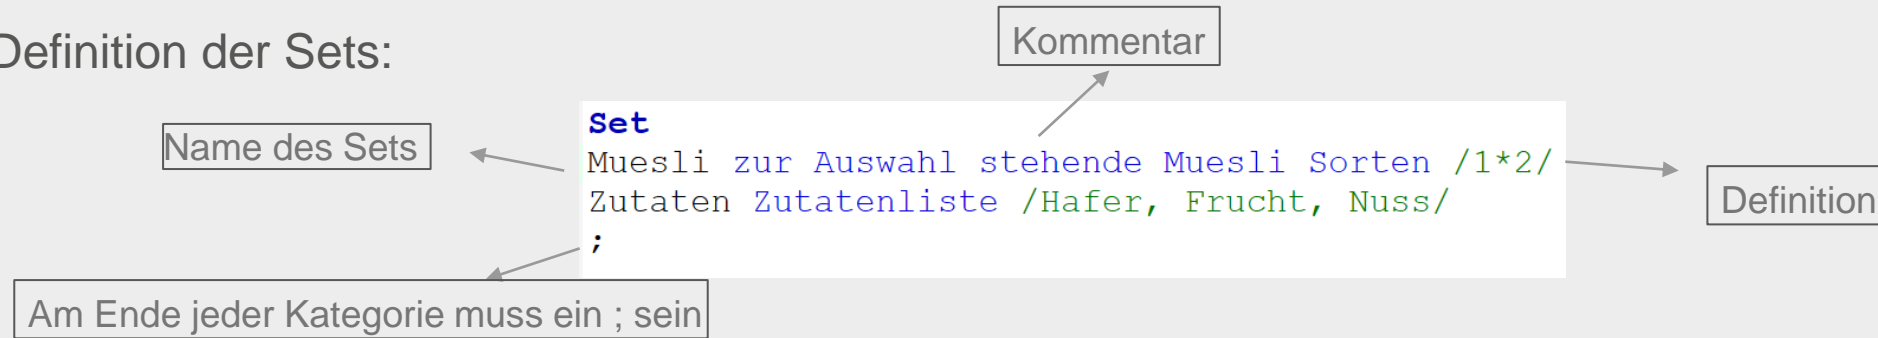 Definition der Sets:
Kommentar
Name des Sets
Set
Muesli zur Auswahl stehende Muesli Sorten /1*2/
Zutaten Zutatenliste /Hafer, Frucht, Nuss/
;
Definition
Am Ende jeder Kategorie muss ein ; sein